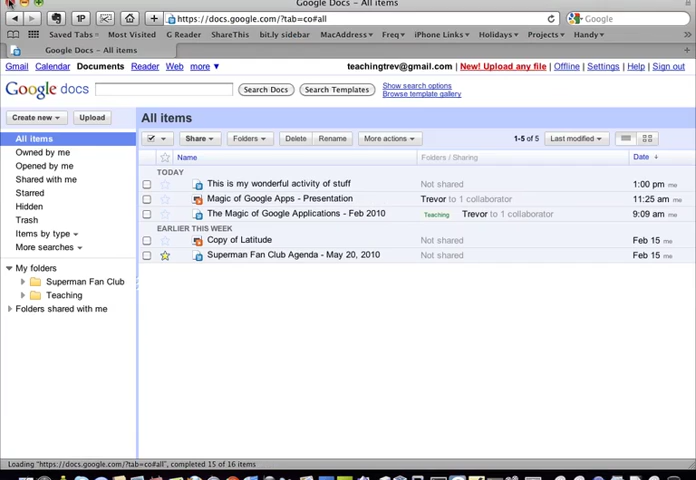 Google Docs - All items
1P https://docs.google.com/?tab=co#all Google
Saved Tabs Most Visited G Reader ShareThis bit.ly sidebar MacAddress Freq iPhone Links Holidays Projects Handy
Google Docs - All items
Gmail Calendar Documents Reader Web more teachingtrev@gmail.com | New! Upload any file | Offline | Settings | Help | Sign out
Google docs Search Docs Search Templates Show search options
Browse template gallery
Create new Upload All items
All items Share Folders Delete Rename More actions 1-5 of 5 Last modified
Owned by me
Name Folders / Sharing Date
Opened by me
TODAY
Shared with me This is my wonderful activity of stuff Not shared 1:00 pm me
Starred Magic of Google Apps - Presentation Trevor to 1 collaborator 11:25 am me
Hidden The Magic of Google Applications - Feb 2010 Teaching Trevor to 1 collaborator 9:09 am me
Trash
EARLIER THIS WEEK
Items by type Copy of Latitude Not shared Feb 15 me
More searches Superman Fan Club Agenda - May 20, 2010 Not shared Feb 15 me
My folders
Superman Fan Club
Teaching
Folders shared with me
Loading "https://docs.google.com/?tab=co#all", completed 15 of 16 items